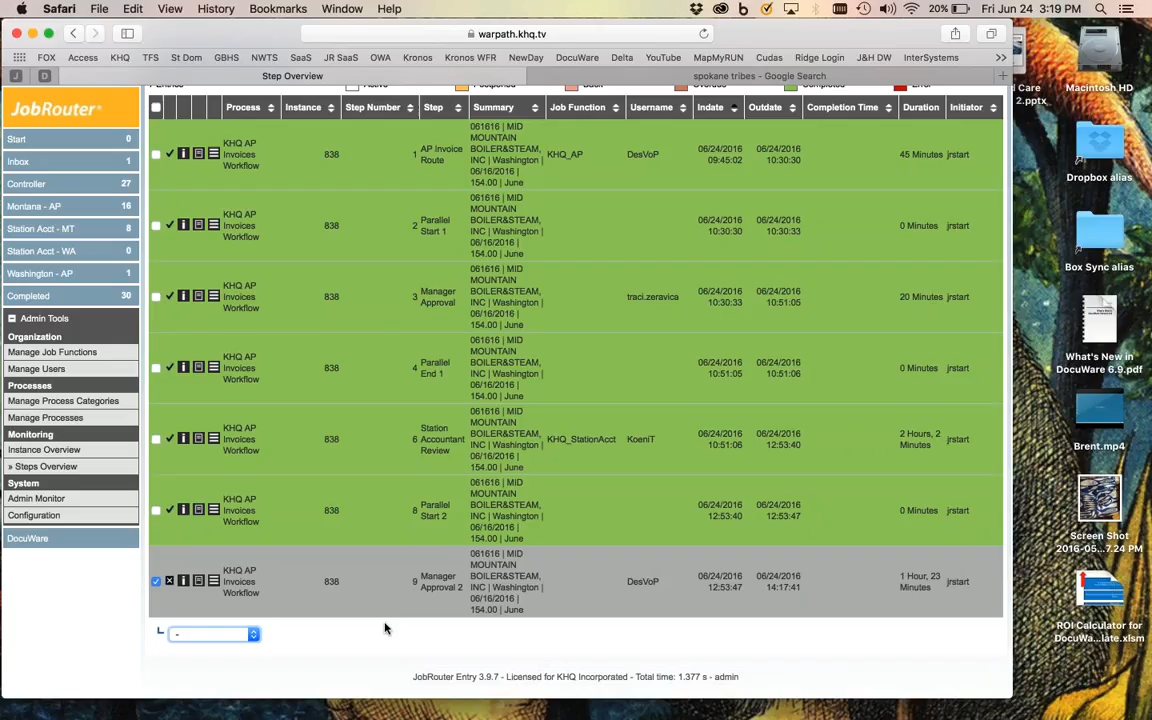 Safari File Edit View History Bookmarks Window Help 20% Fri Jun 24 3:19 PM
warpath.khq.tv
FOX Access KHQ TFS St Dom GBHS NWTS SaaS JR SaaS OWA Kronos Kronos WFR NewDay DocuWare Delta YouTube MapMyRUN Cudas Ridge Login J&H DW InterSystems
Step Overview
spokane tribes - Google Search
JobRouter
Start 0
Inbox 1
Controller 27
Montana - AP 16
Station Acct - MT 8
Station Acct - WA 0
Washington - AP 1
Completed 30
Admin Tools
Organization
Manage Job Functions
Manage Users
Processes
Manage Process Categories
Manage Processes
Monitoring
Instance Overview
» Steps Overview
System
Admin Monitor
Configuration
DocuWare
Process Instance Step Number Step Summary Job Function Username Indate Outdate Completion Time Duration Initiator
KHQ AP
Invoices
Workflow
838
1
AP Invoice
Route
061616 | MID
MOUNTAIN
BOILER&STEAM,
INC | Washington |
06/16/2016 |
154.00 | June
KHQ_AP
DesVoP
06/24/2016
09:45:02
06/24/2016
10:30:30
45 Minutes
jrstart
KHQ AP
Invoices
Workflow
838
2
Parallel
Start 1
061616 | MID
MOUNTAIN
BOILER&STEAM,
INC | Washington |
06/16/2016 |
154.00 | June
06/24/2016
10:30:30
06/24/2016
10:30:33
0 Minutes
jrstart
KHQ AP
Invoices
Workflow
838
3
Manager
Approval
061616 | MID
MOUNTAIN
BOILER&STEAM,
INC | Washington |
06/16/2016 |
154.00 | June
traci.zeravica
06/24/2016
10:30:33
06/24/2016
10:51:05
20 Minutes
jrstart
KHQ AP
Invoices
Workflow
838
4
Parallel
End 1
061616 | MID
MOUNTAIN
BOILER&STEAM,
INC | Washington |
06/16/2016 |
154.00 | June
06/24/2016
10:51:05
06/24/2016
10:51:06
0 Minutes
jrstart
KHQ AP
Invoices
Workflow
838
6
Station
Accountant
Review
061616 | MID
MOUNTAIN
BOILER&STEAM,
INC | Washington |
06/16/2016 |
154.00 | June
KHQ_StationAcct
KoeniT
06/24/2016
10:51:06
06/24/2016
12:53:40
2 Hours, 2
Minutes
jrstart
KHQ AP
Invoices
Workflow
838
8
Parallel
Start 2
061616 | MID
MOUNTAIN
BOILER&STEAM,
INC | Washington |
06/16/2016 |
154.00 | June
06/24/2016
12:53:40
06/24/2016
12:53:47
0 Minutes
jrstart
KHQ AP
Invoices
Workflow
838
9
Manager
Approval 2
061616 | MID
MOUNTAIN
BOILER&STEAM,
INC | Washington |
06/16/2016 |
154.00 | June
DesVoP
06/24/2016
12:53:47
06/24/2016
14:17:41
1 Hour, 23
Minutes
jrstart
-
JobRouter Entry 3.9.7 - Licensed for KHQ Incorporated - Total time: 1.377 s - admin
d Care
2.pptx
Macintosh HD
Dropbox alias
Box Sync alias
What's New in
DocuWare 6.9.pdf
Brent.mp4
Screen Shot
2016-05...7.24 PM
ROI Calculator for
DocuWa...late.xlsm